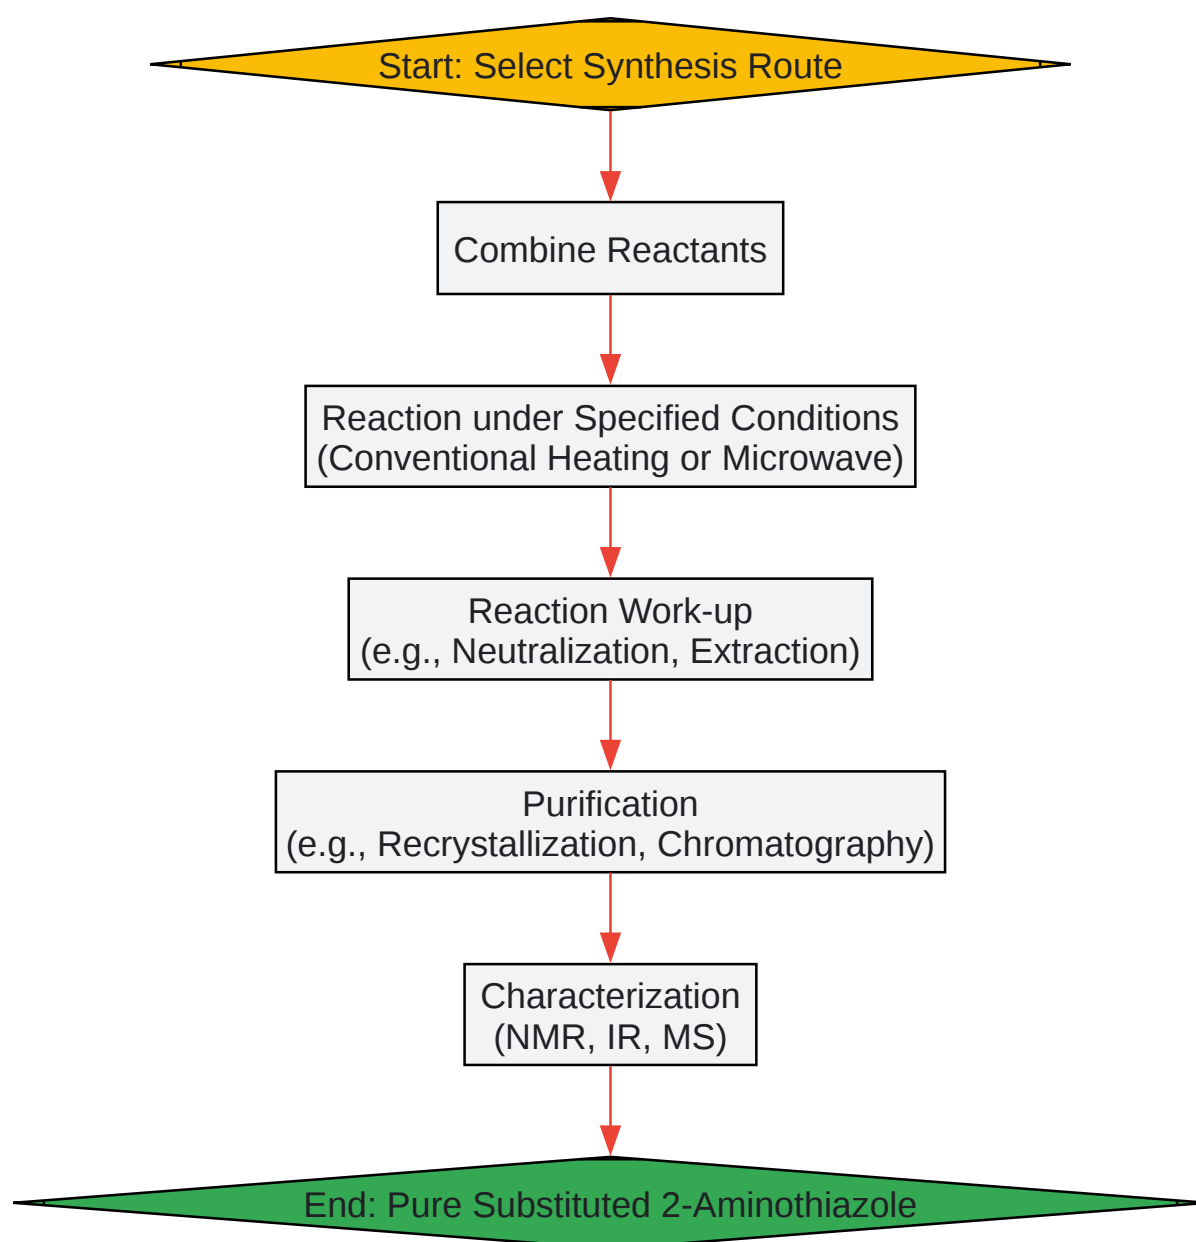 Start: Select Synthesis Route
Combine Reactants
Reaction under Specified Conditions
(Conventional Heating or Microwave)
Reaction Work-up
(e.g., Neutralization, Extraction)
Purification
(e.g., Recrystallization, Chromatography)
Characterization
(NMR, IR, MS)
End: Pure Substituted 2-Aminothiazole